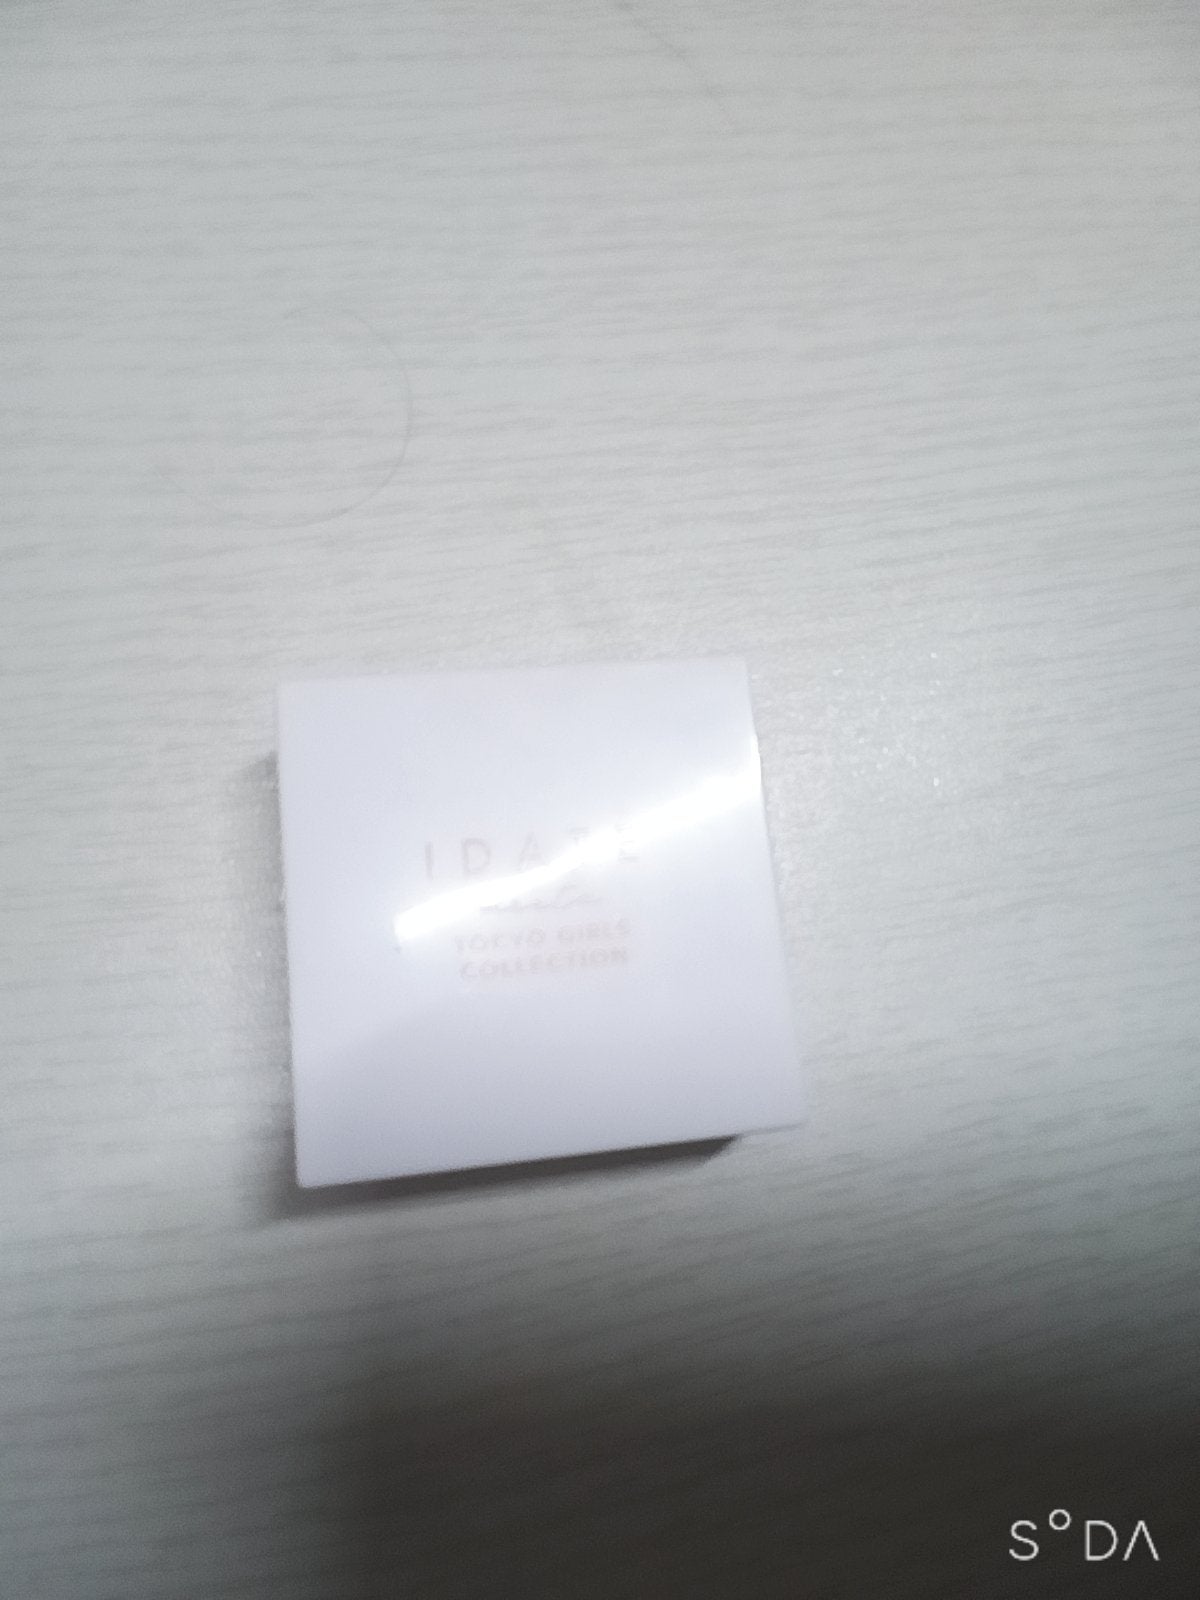 IDATE
TOKYO GIRLS
COLLECTION
S°DA